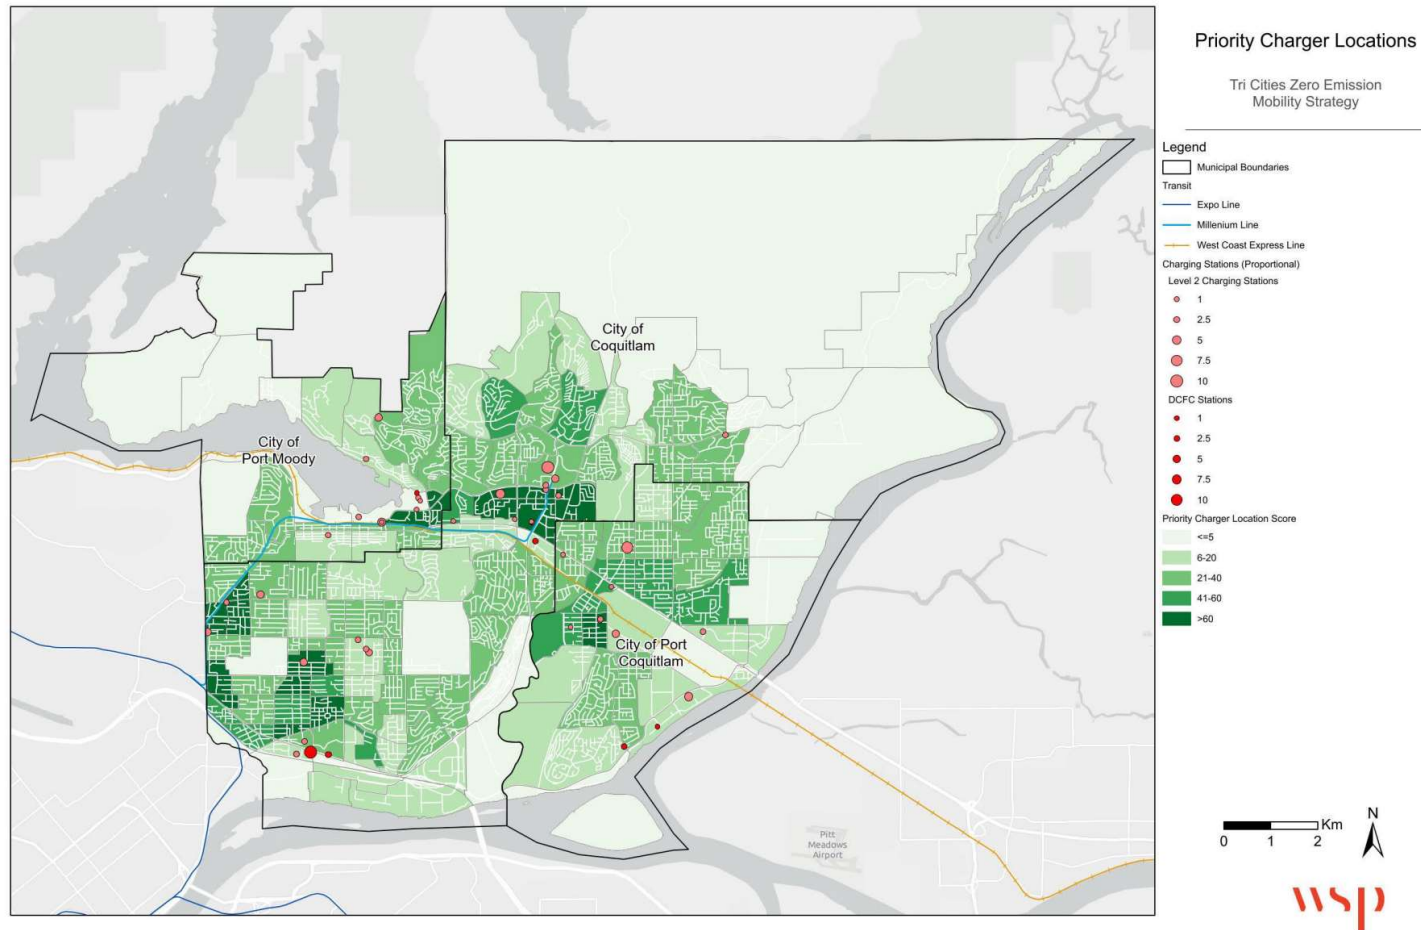 Priority Charger Locations
Tri Cities Zero Emission
Mobility Strategy
Legend
Municipal Boundaries
Transit
Expo Line
Millenium Line
West Coast Express Line
Charging Stations (Proportional)
Level 2 Charging Stations
1
2.5
5
7.5
10
DCFC Stations
1
2.5
5
7.5
10
Priority Charger Location Score
<=5
6-20
21-40
41-60
>60
City of
Coquitlam
City of
Port Moody
City of Port
Coquitlam
Pitt
Meadows
Airport
Km
0 1 2
N
wsp